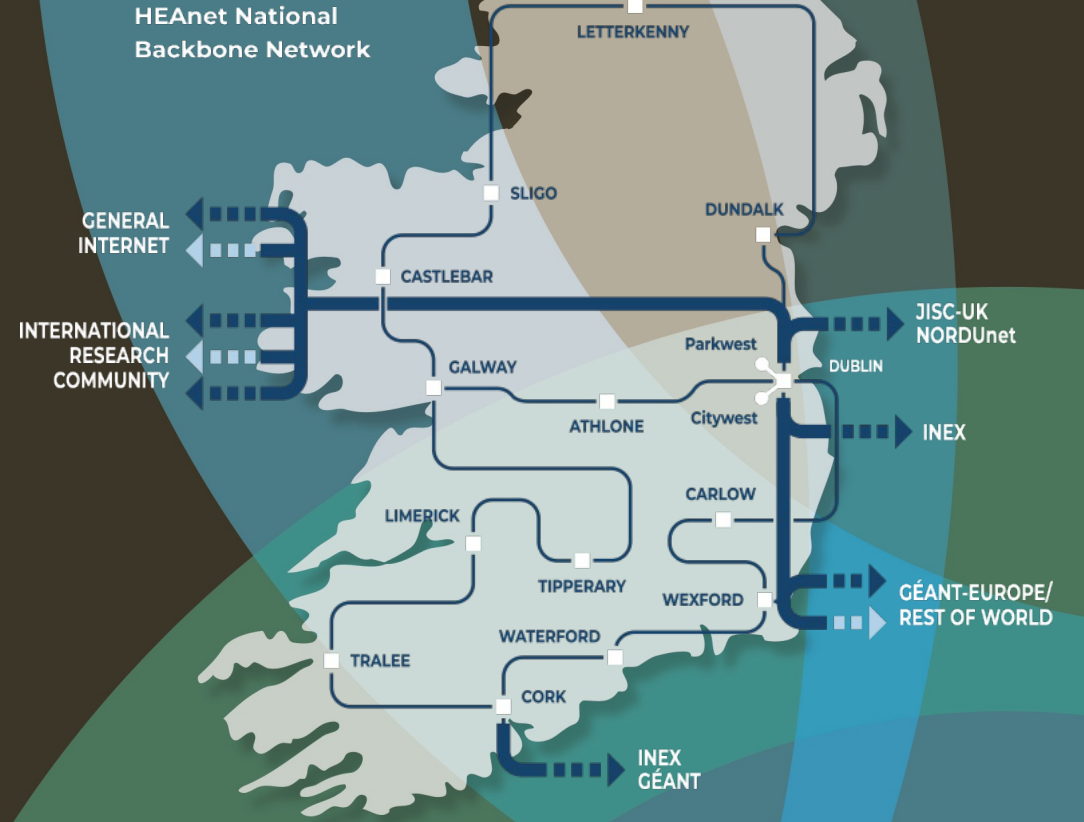 HEAnet National
Backbone Network
LETTERKENNY
SLIGO
DUNDALK
GENERAL
INTERNET
CASTLEBAR
JISC-UK
NORDUnet
INTERNATIONAL
RESEARCH
COMMUNITY
Parkwest
GALWAY
DUBLIN
ATHLONE
Citywest
INEX
CARLOW
LIMERICK
TIPPERARY
WEXFORD
GÉANT-EUROPE/
REST OF WORLD
WATERFORD
TRALEE
CORK
INEX
GÉANT